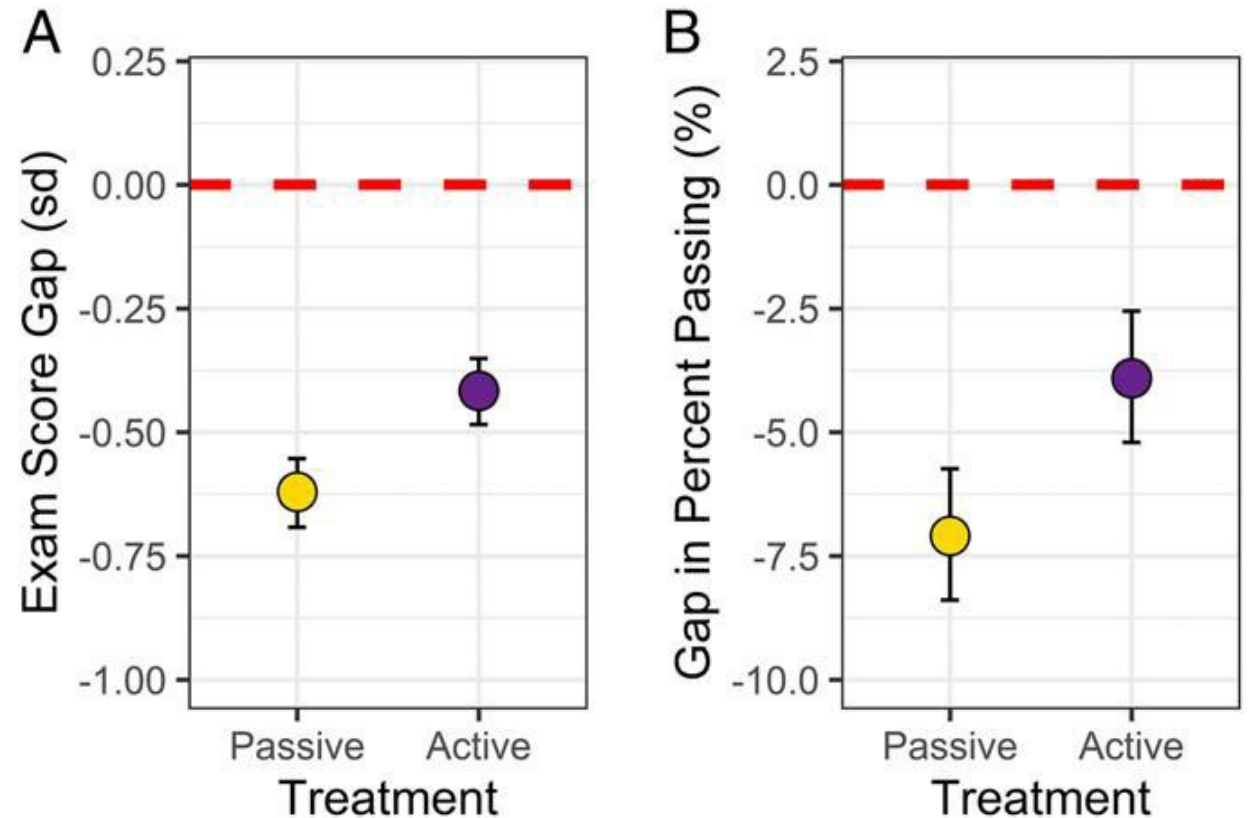 A
Exam Score Gap (sd)
0.25
0.00
-0.25
-0.50
-0.75
-1.00
Passive Active
Treatment
B
Gap in Percent Passing (%)
2.5
0.0
-2.5
-5.0
-7.5
-10.0
Passive Active
Treatment